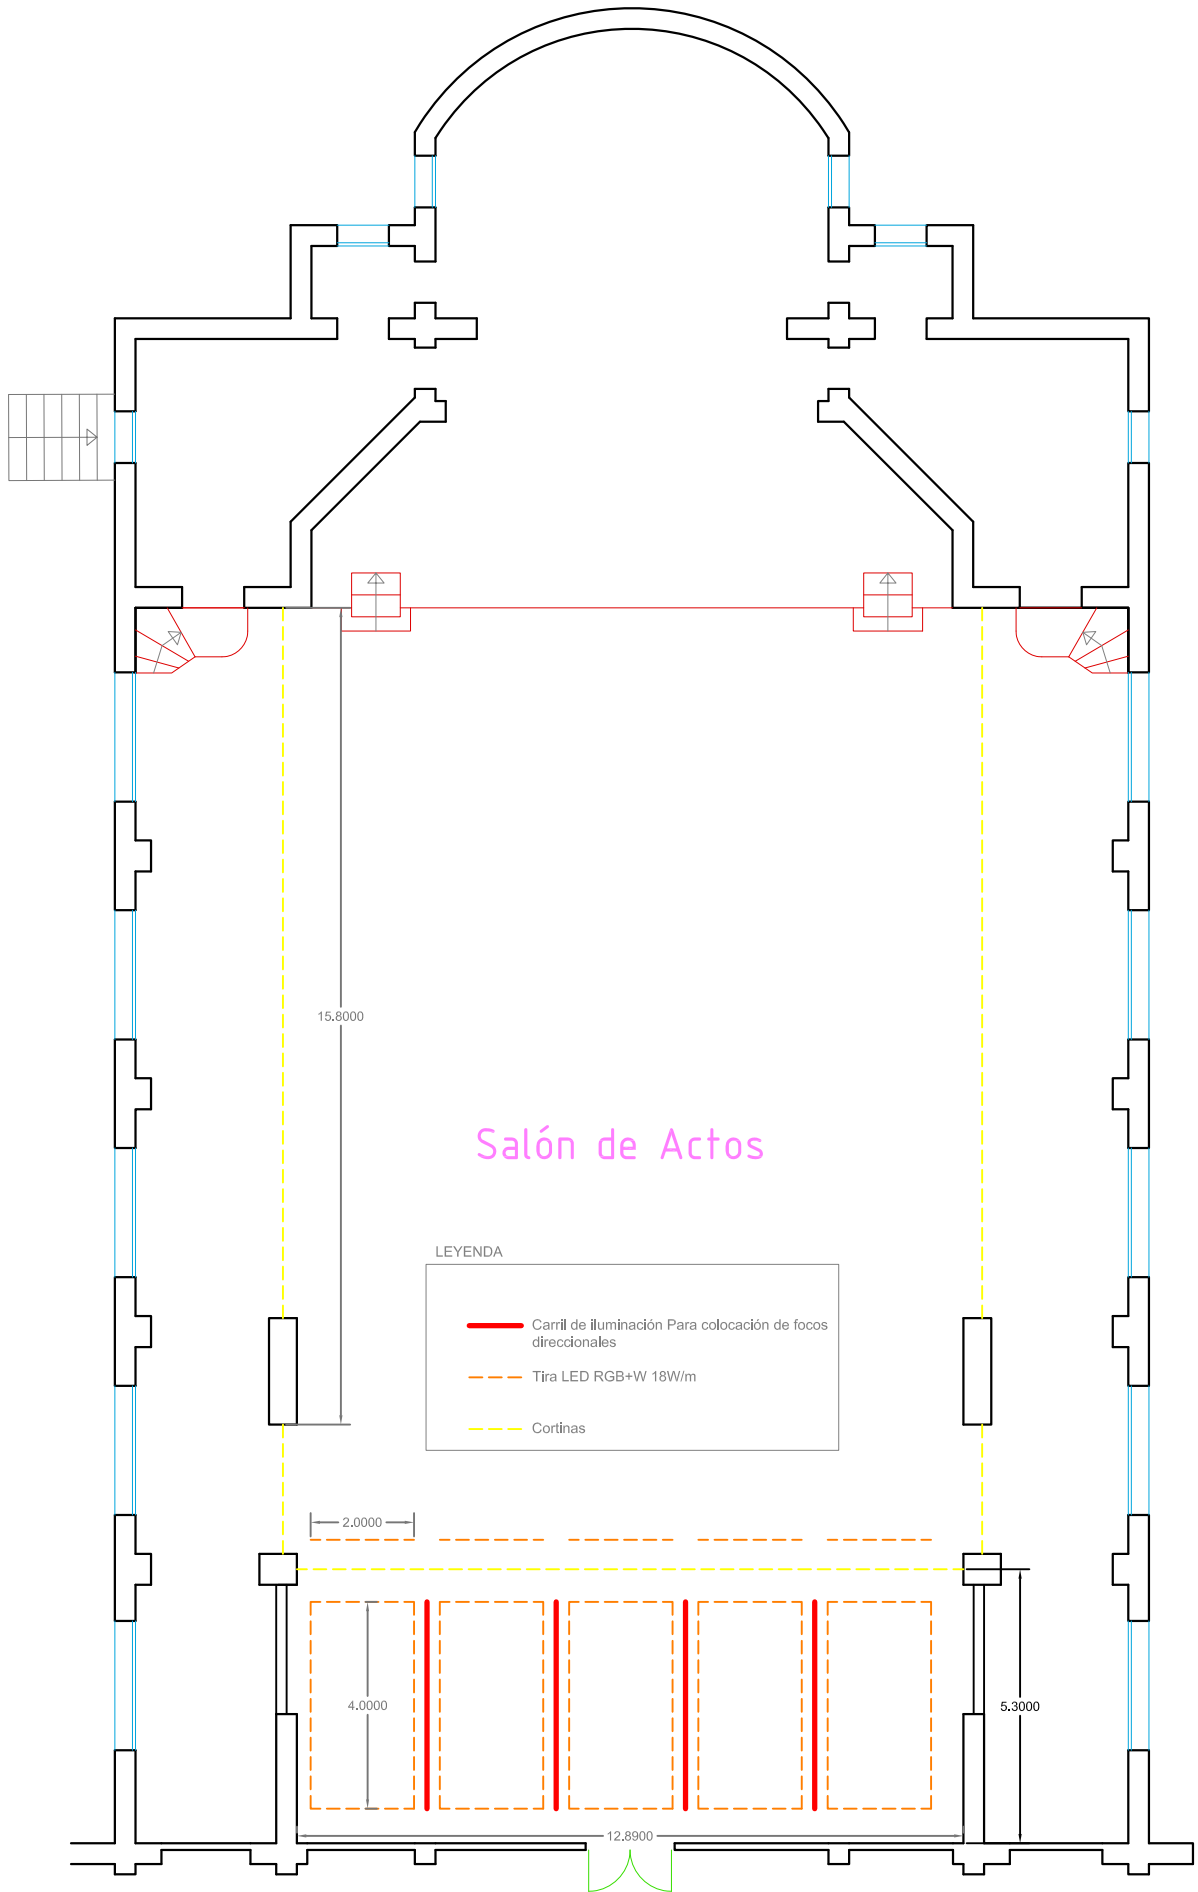 15.8000
Salón de Actos
LEYENDA
Carril de iluminación Para colocación de focos
direccionales
Tira LED RGB+W 18W/m
Cortinas
2.0000
4.0000
5.3000
12.8900